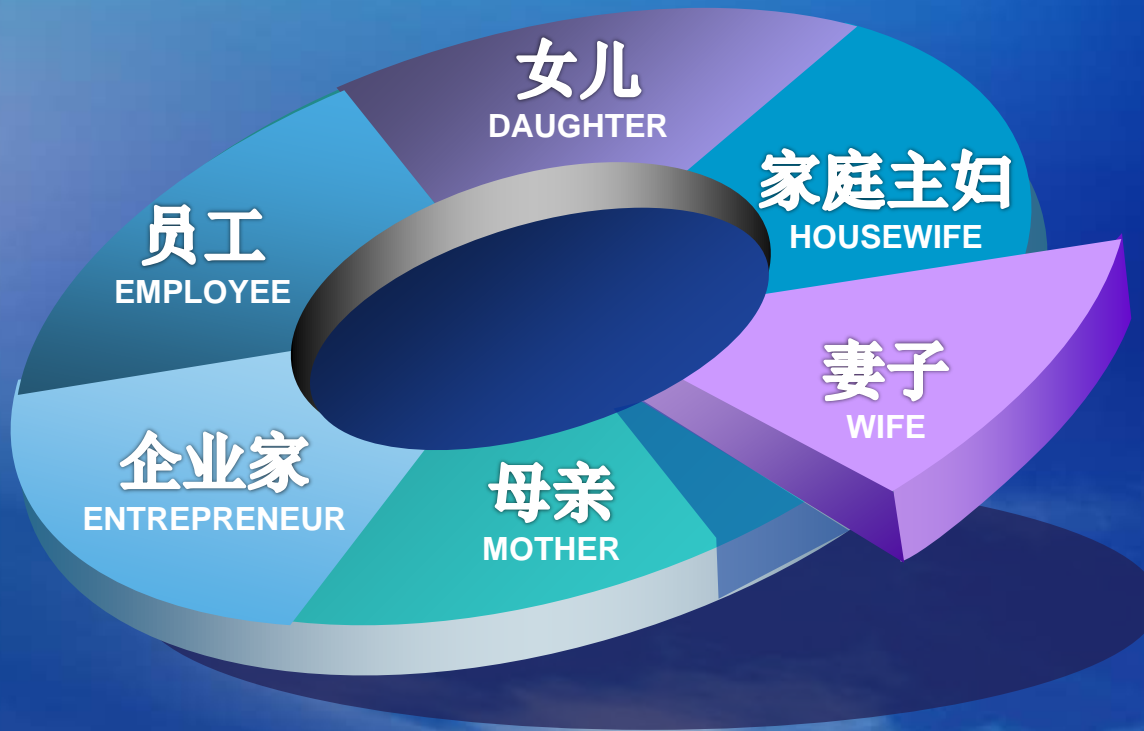 女儿
DAUGHTER
家庭主妇
HOUSEWIFE
员工
EMPLOYEE
妻子
WIFE
企业家
ENTREPRENEUR
母亲
MOTHER